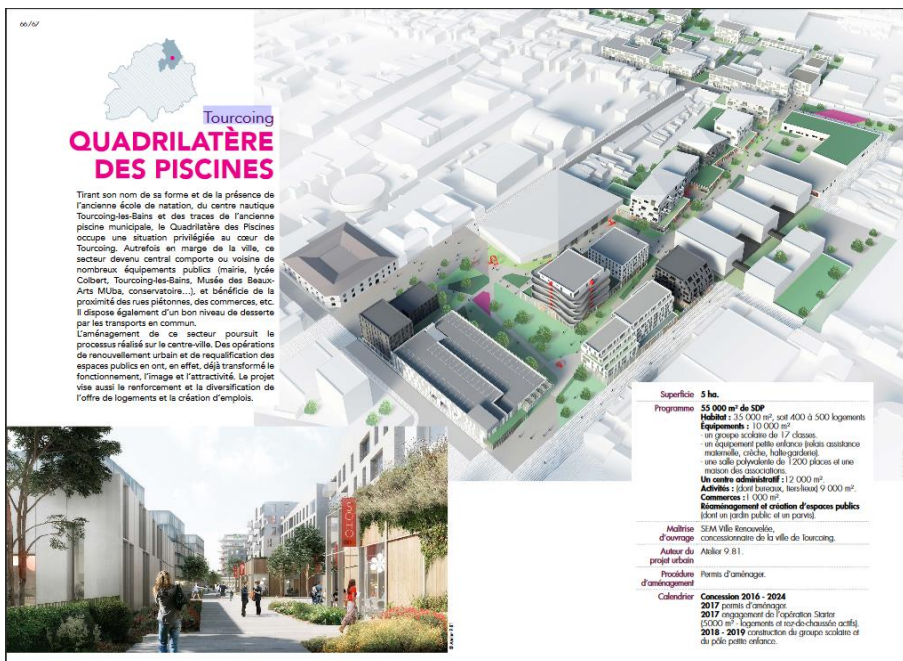 66/67
Tourcoing
QUADRILATÈRE
DES PISCINES
Tirant son nom de sa forme et de la présence de
l'ancienne école de natation, du centre nautique
Tourcoing-les-Bains et des traces de l'ancienne
piscine municipale, le Quadrilatère des Piscines
occupe une situation privilégiée au cœur de
Tourcoing. Autrefois en marge de la ville, ce
secteur devenu central comporte ou voisine de
nombreux équipements publics (mairie, lycée
Colbert, Tourcoing-les-Bains, Musée des Beaux-
Arts MUba, conservatoire...), et bénéficie de la
proximité des rues piétonnes, des commerces, etc.
Il dispose également d'un bon niveau de desserte
par les transports en commun.
L'aménagement de ce secteur poursuit le
processus réalisé sur le centre-ville. Des opérations
de renouvellement urbain et de requalification des
espaces publics en ont, en effet, déjà transformé le
fonctionnement, l'image et l'attractivité. Le projet
vise aussi le renforcement et la diversification de
l'offre de logements et la création d'emplois.
Superficie 5 ha.
Programme 55 000 m² de SDP
Habitat : 35 000 m², soit 400 à 500 logements
Équipements : 10 000 m²
- un groupe scolaire de 17 classes.
- un équipement petite enfance (relais assistance
maternelle, crèche, halte-garderie).
- une salle polyvalente de 1200 places et une
maison des associations.
Un centre administratif : 12 000 m².
Activités : (dont bureaux, tiers-lieux) 9 000 m².
Commerces : 1 000 m².
Réaménagement et création d'espaces publics
(dont un jardin public et un parvis).
Maîtrise d'ouvrage SEM Ville Renouvelée,
concessionnaire de la ville de Tourcoing.
Auteur du projet urbain Atelier 9.81.
Procédure d'aménagement Permis d'aménager.
Calendrier Concession 2016 - 2024
2017 permis d'aménager.
2017 engagement de l'opération Starter
(5000 m² - logements et rez-de-chaussée actifs).
2018 - 2019 construction du groupe scolaire et
du pôle petite enfance.